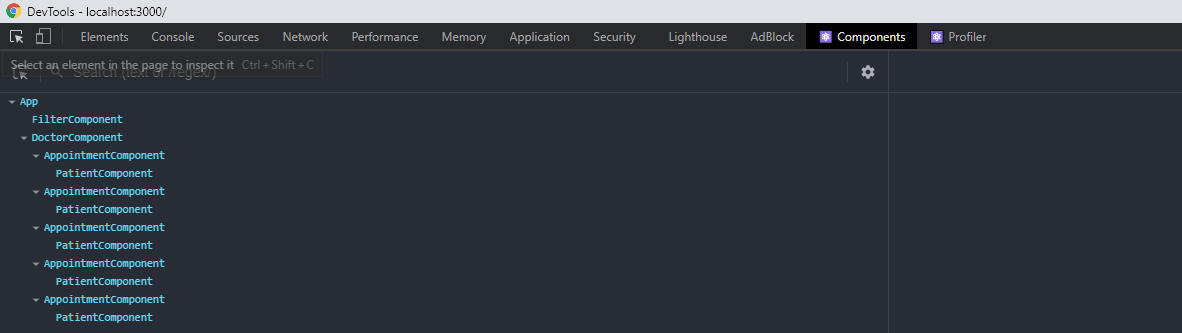 DevTools - localhost:3000/
Elements Console Sources Network Performance Memory Application Security Lighthouse AdBlock Components Profiler
Select an element in the page to inspect it Ctrl + Shift + C
Search (text or /regex/)
App
FilterComponent
DoctorComponent
AppointmentComponent
PatientComponent
AppointmentComponent
PatientComponent
AppointmentComponent
PatientComponent
AppointmentComponent
PatientComponent
AppointmentComponent
PatientComponent